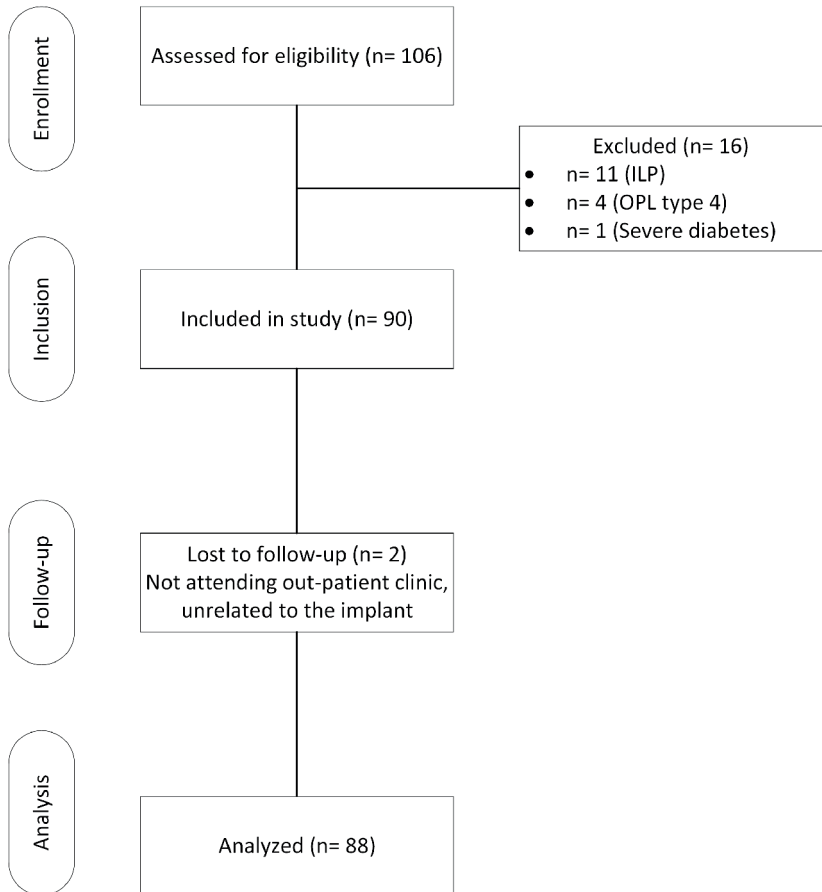 Enrollment
Assessed for eligibility (n= 106)
Excluded (n= 16)
• n= 11 (ILP)
• n= 4 (OPL type 4)
• n= 1 (Severe diabetes)
Inclusion
Included in study (n= 90)
Follow-up
Lost to follow-up (n= 2)
Not attending out-patient clinic,
unrelated to the implant
Analysis
Analyzed (n= 88)